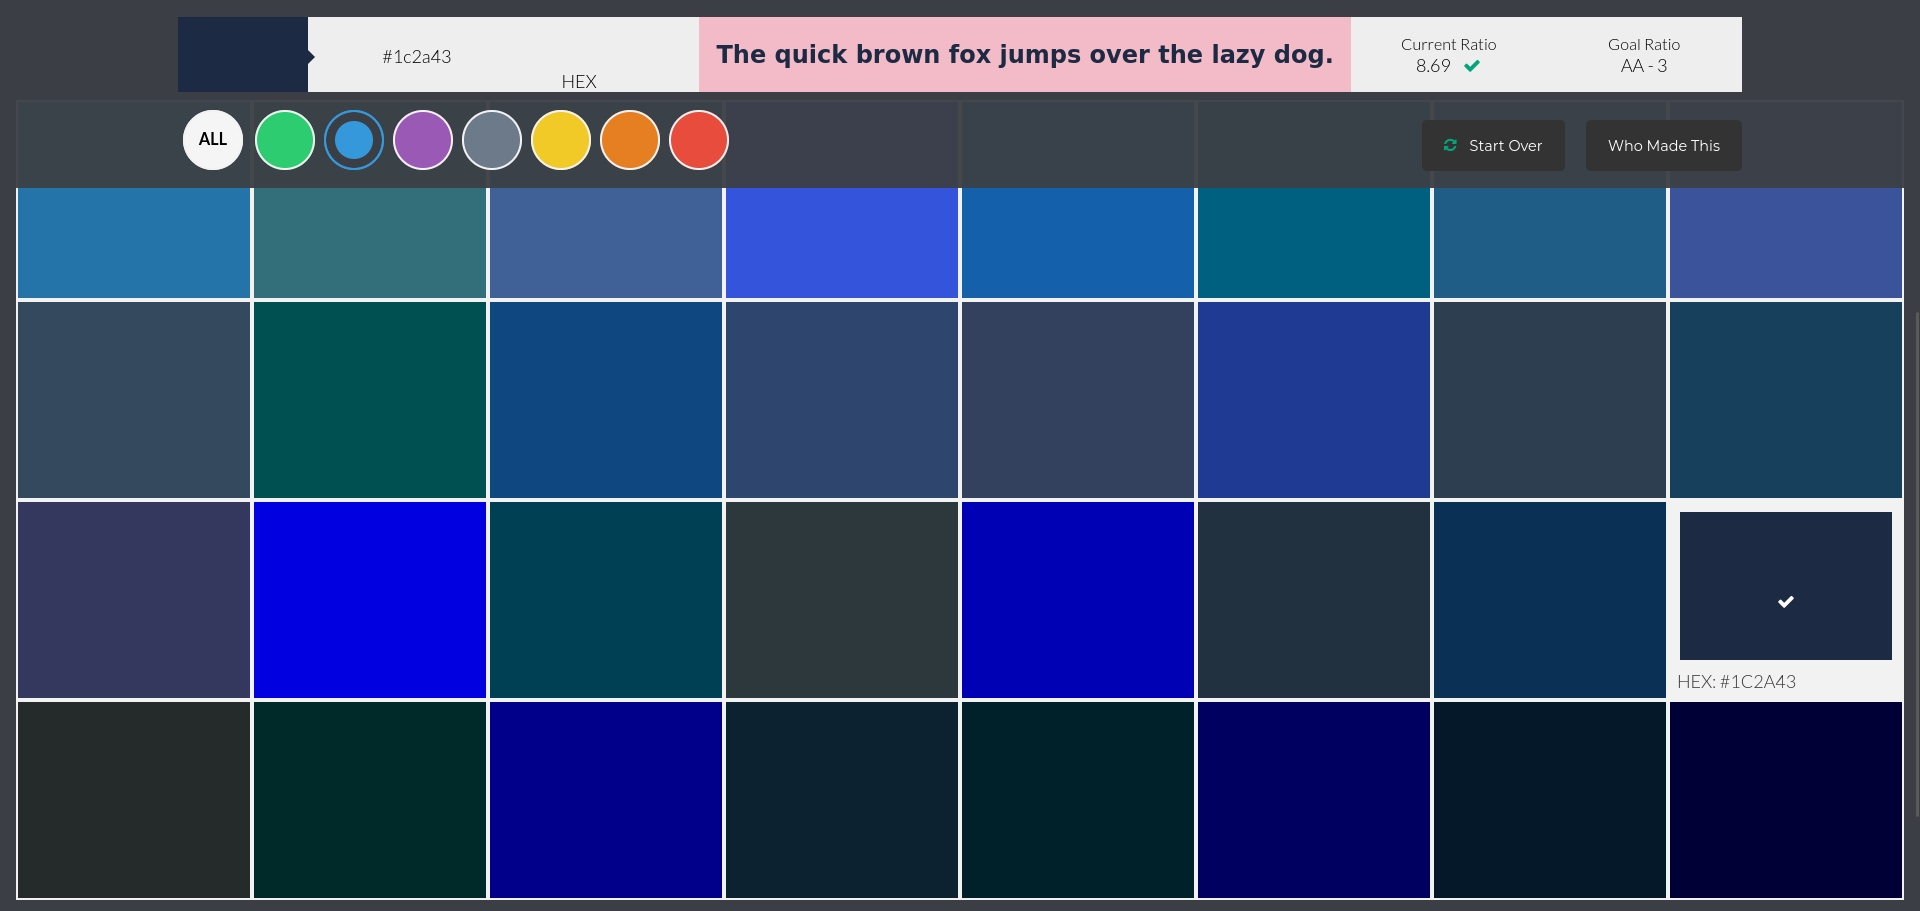 #1c2a43
HEX
The quick brown fox jumps over the lazy dog.
Current Ratio
8.69
Goal Ratio
AA - 3
ALL
Start Over
Who Made This
HEX: #1C2A43